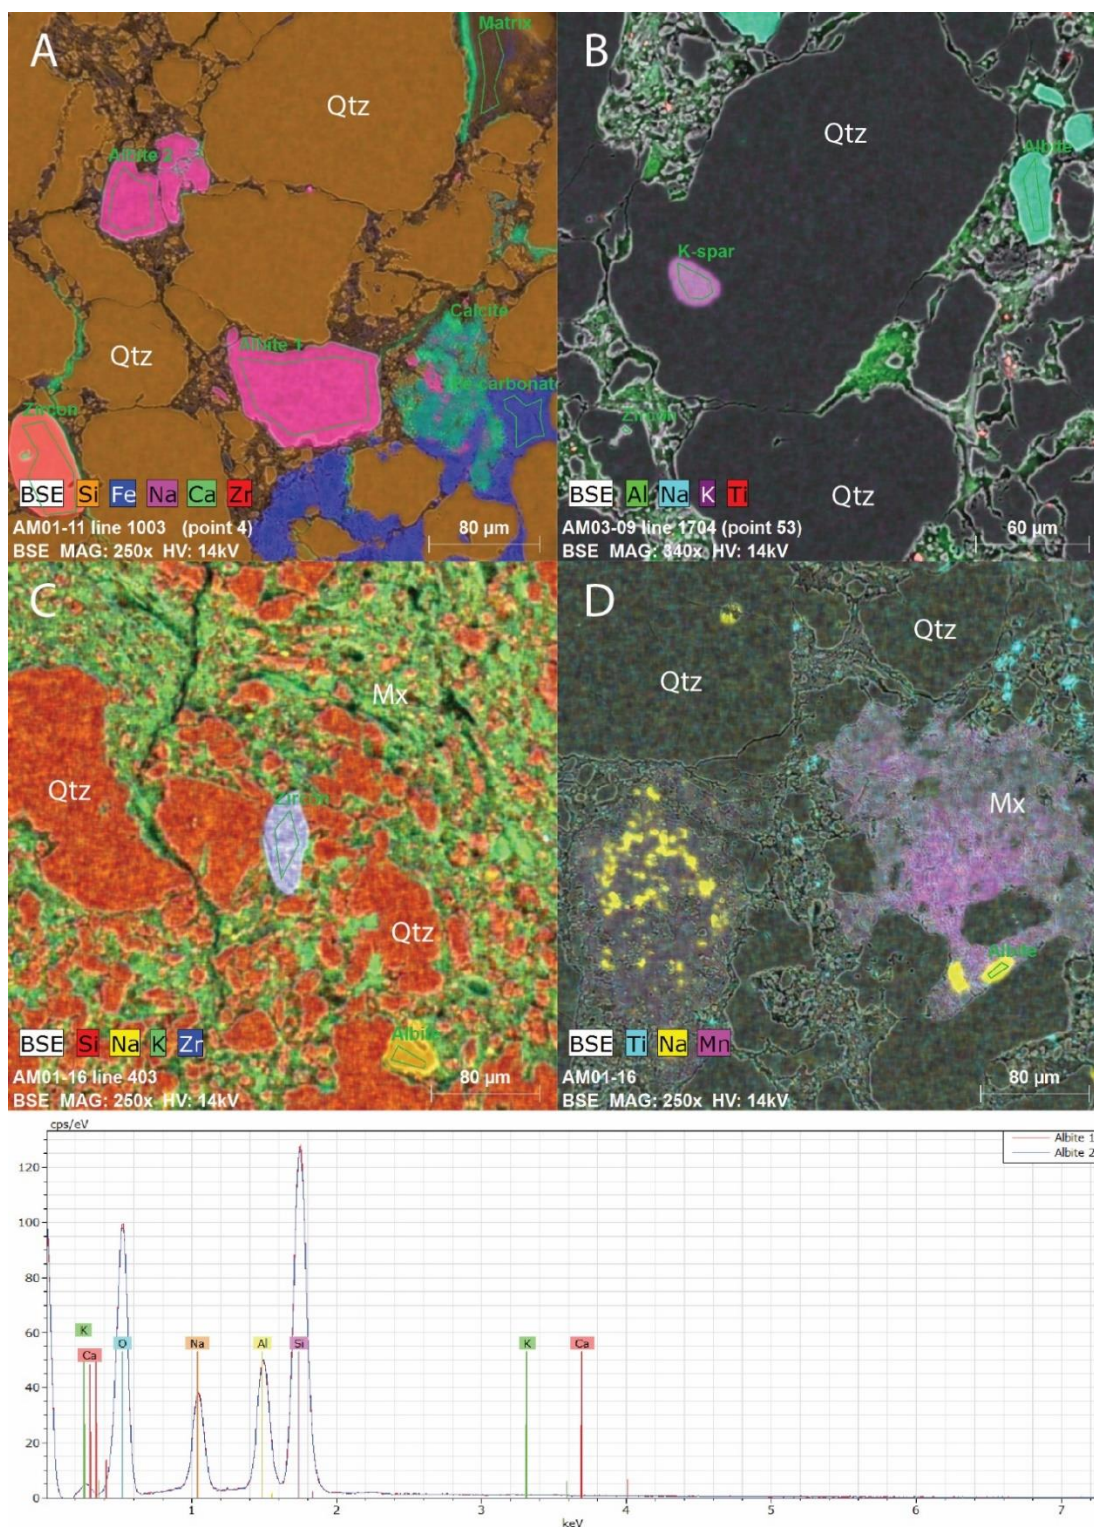 A
Matrix
Qtz
Albite 2
Calcite
Albite 1
Qtz
Fe-carbonate
Zircon
BSE Si Fe Na Ca Zr
AM01-11 line 1003 (point 4)
BSE MAG: 250x HV: 14kV
80 µm
B
Qtz
Albite
K-spar
Zircon
Qtz
BSE Al Na K Ti
AM03-09 line 1704 (point 53)
BSE MAG: 340x HV: 14kV
60 µm
C
Mx
Qtz
Zircon
Qtz
Albite
BSE Si Na K Zr
AM01-16 line 403
BSE MAG: 250x HV: 14kV
80 µm
D
Qtz
Qtz
Mx
Albite
BSE Ti Na Mn
AM01-16
BSE MAG: 250x HV: 14kV
80 µm
cps/eV
Albite 1
Albite 2
120
100
80
60
40
20
0
K
Ca O Na Al Si K Ca
1 2 3 4 5 6 7
keV